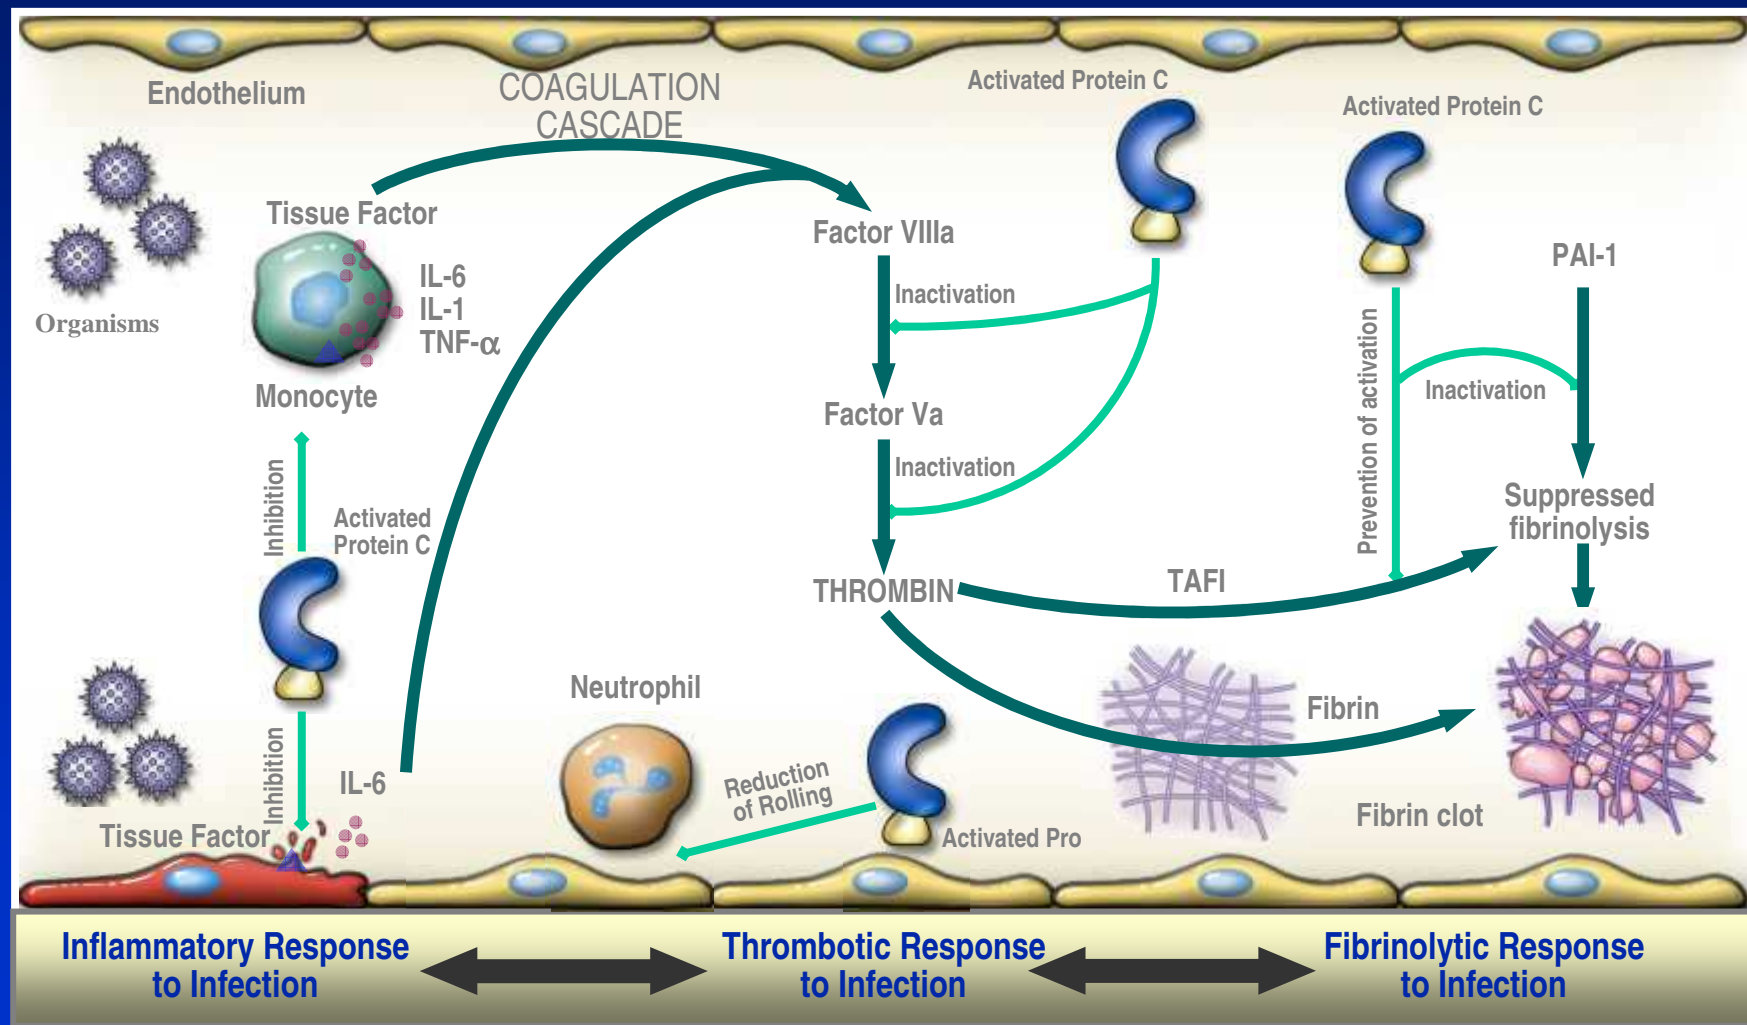 Endothelium
COAGULATION
CASCADE
Activated Protein C
Activated Protein C
Organisms
Tissue Factor
IL-6
IL-1
TNF-α
Monocyte
Factor VIIIa
Inactivation
Factor Va
Inactivation
THROMBIN
PAI-1
Prevention of activation
Inactivation
Suppressed
fibrinolysis
TAFI
Inhibition
Activated
Protein C
Inhibition
IL-6
Tissue Factor
Neutrophil
Reduction
of Rolling
Activated Pro
Fibrin
Fibrin clot
Inflammatory Response
to Infection
Thrombotic Response
to Infection
Fibrinolytic Response
to Infection